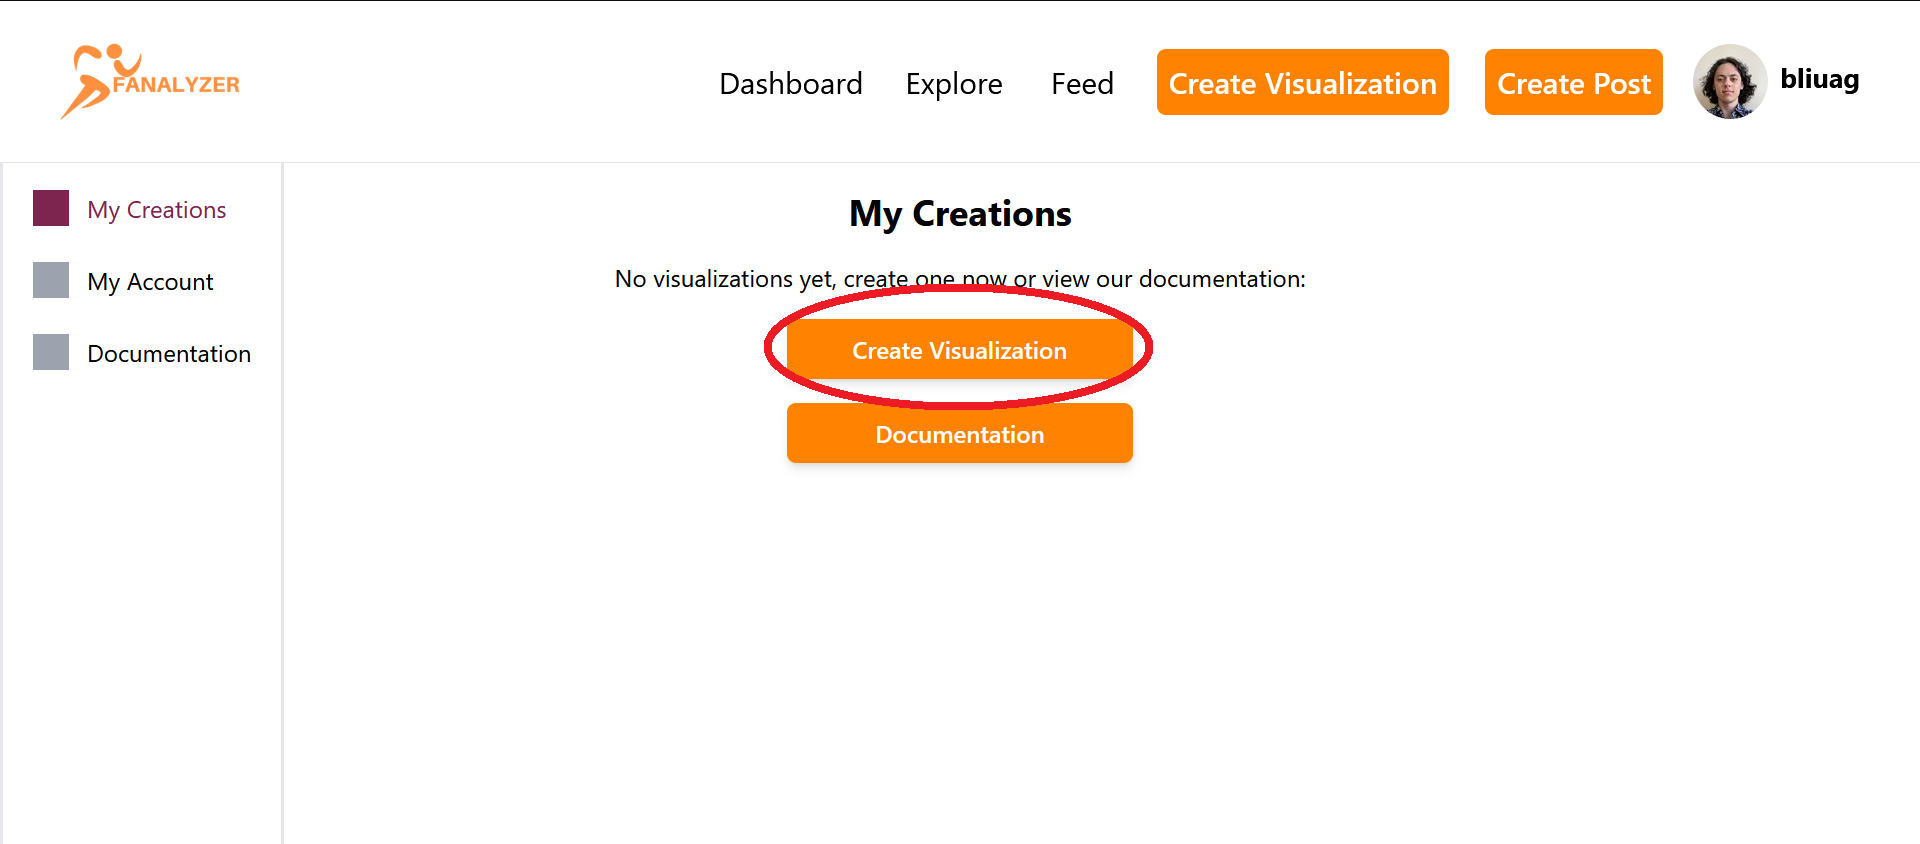 FANALYZER
Dashboard Explore Feed Create Visualization Create Post bliuag
My Creations
My Account
Documentation
My Creations
No visualizations yet, create one now or view our documentation:
Create Visualization
Documentation